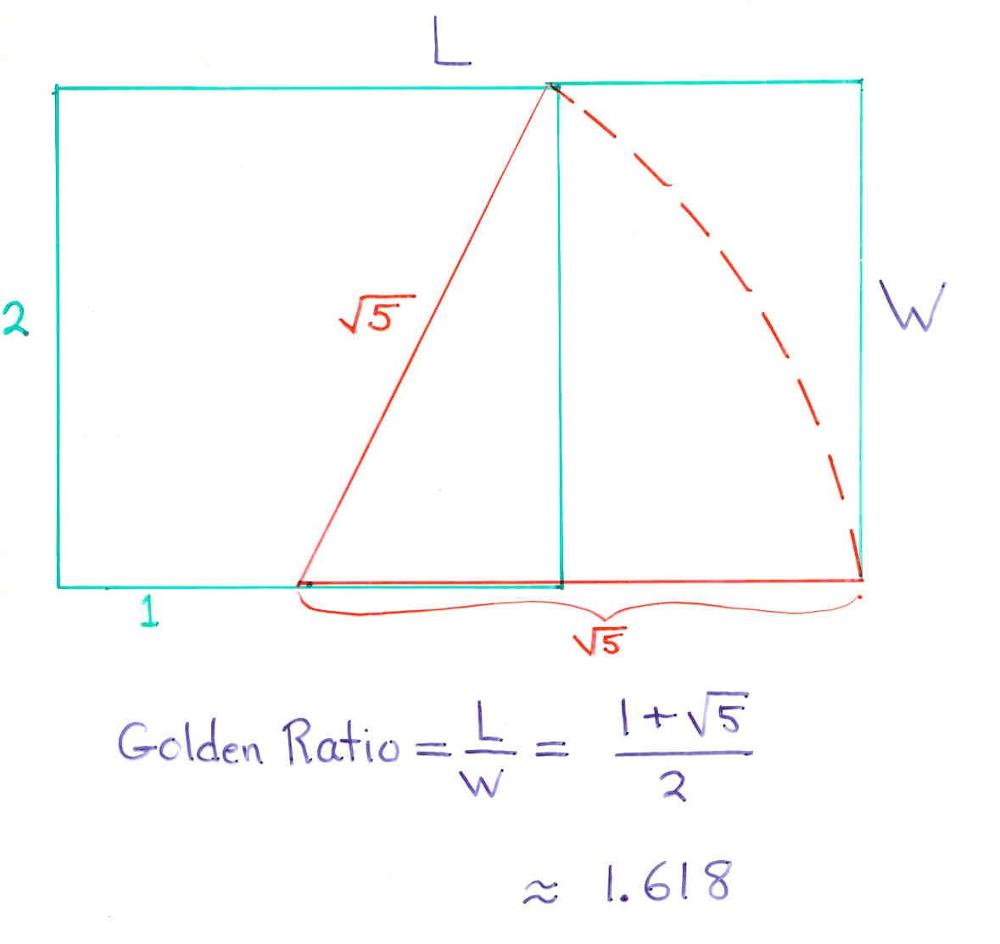 L
2
√5
W
1
√5
Golden Ratio = L/W = (1+√5)/2
≈ 1.618